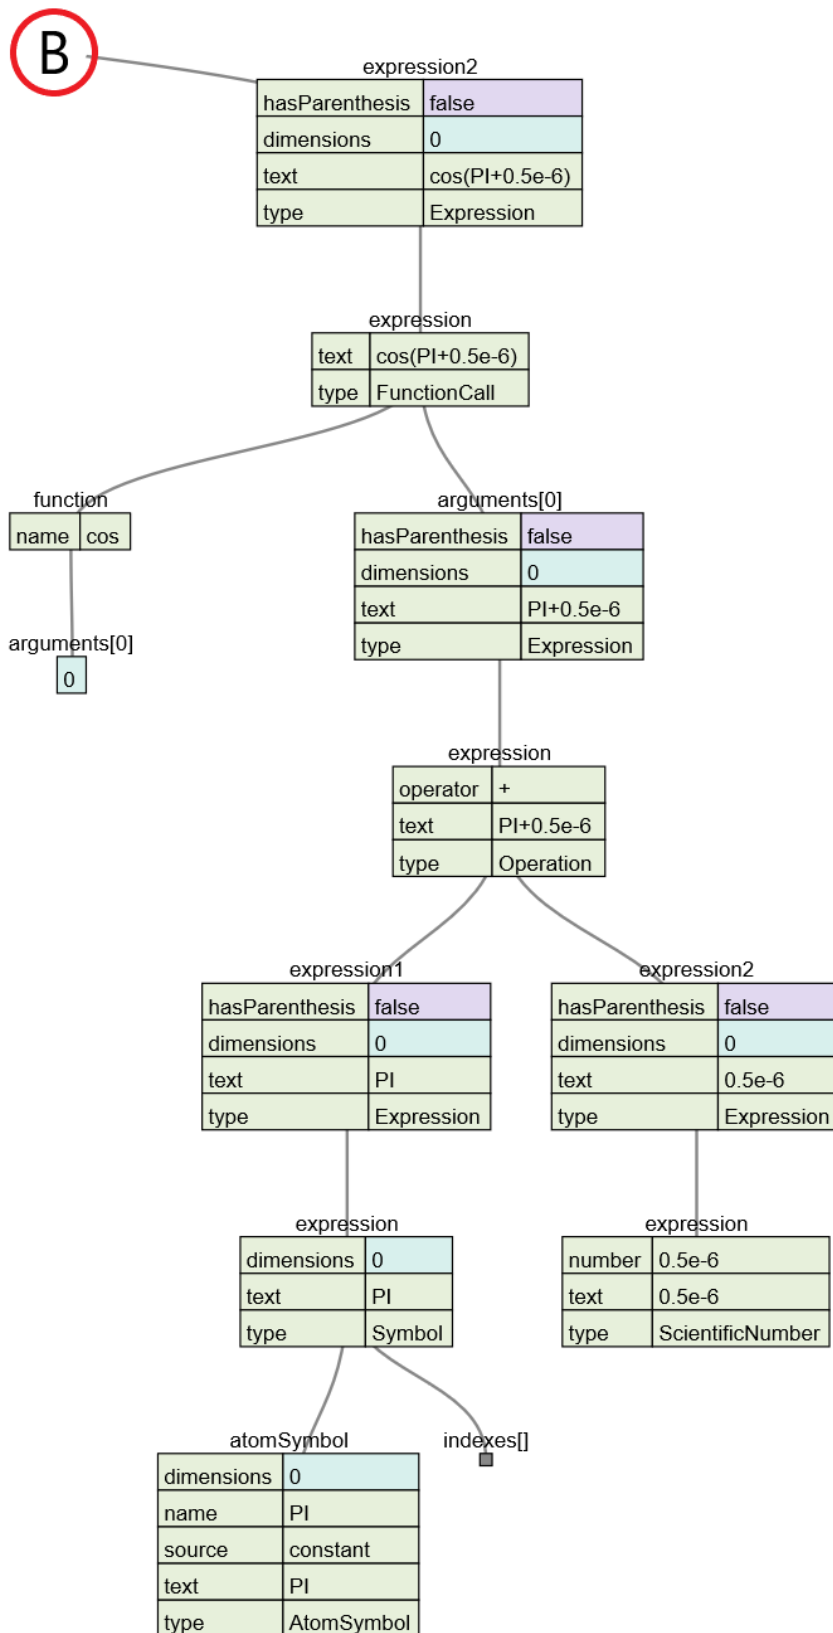 B
expression2
hasParenthesis false
dimensions 0
text cos(PI+0.5e-6)
type Expression
expression
text cos(PI+0.5e-6)
type FunctionCall
function
name cos
arguments[0]
0
arguments[0]
hasParenthesis false
dimensions 0
text PI+0.5e-6
type Expression
expression
operator +
text PI+0.5e-6
type Operation
expression1
hasParenthesis false
dimensions 0
text PI
type Expression
expression2
hasParenthesis false
dimensions 0
text 0.5e-6
type Expression
expression
dimensions 0
text PI
type Symbol
expression
number 0.5e-6
text 0.5e-6
type ScientificNumber
atomSymbol
dimensions 0
name PI
source constant
text PI
type AtomSymbol
indexes[]